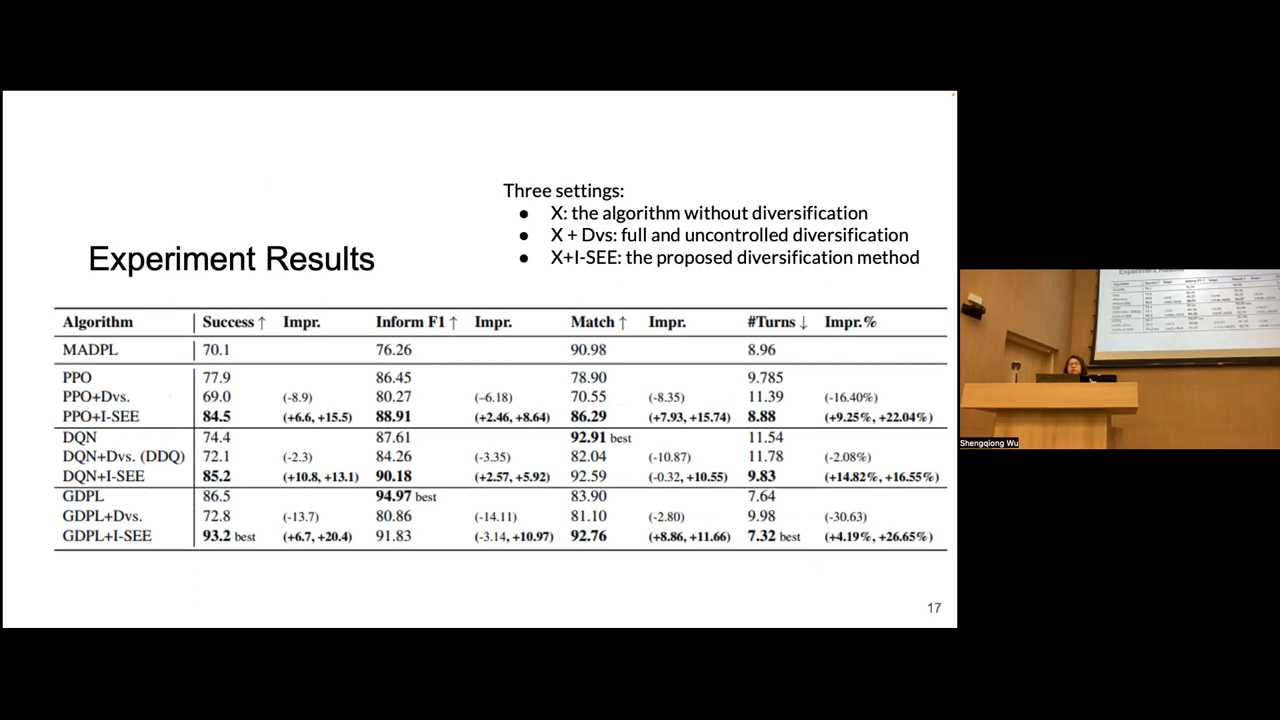 Three settings:
● X: the algorithm without diversification
● X + Dvs: full and uncontrolled diversification
● X+I-SEE: the proposed diversification method
Experiment Results
Algorithm Success ↑ Impr. Inform F1 ↑ Impr. Match ↑ Impr. #Turns ↓ Impr.%
MADPL 70.1 76.26 90.98 8.96
PPO 77.9 86.45 78.90 9.785
PPO+Dvs. 69.0 (-8.9) 80.27 (–6.18) 70.55 (-8.35) 11.39 (-16.40%)
PPO+I-SEE 84.5 (+6.6, +15.5) 88.91 (+2.46, +8.64) 86.29 (+7.93, +15.74) 8.88 (+9.25%, +22.04%)
DQN 74.4 87.61 92.91 best 11.54
DQN+Dvs. (DDQ) 72.1 (-2.3) 84.26 (-3.35) 82.04 (-10.87) 11.78 (-2.08%)
DQN+I-SEE 85.2 (+10.8, +13.1) 90.18 (+2.57, +5.92) 92.59 (-0.32, +10.55) 9.83 (+14.82%, +16.55%)
GDPL 86.5 94.97 best 83.90 7.64
GDPL+Dvs. 72.8 (-13.7) 80.86 (-14.11) 81.10 (-2.80) 9.98 (-30.63)
GDPL+I-SEE 93.2 best (+6.7, +20.4) 91.83 (-3.14, +10.97) 92.76 (+8.86, +11.66) 7.32 best (+4.19%, +26.65%)
17
Shengqiong Wu